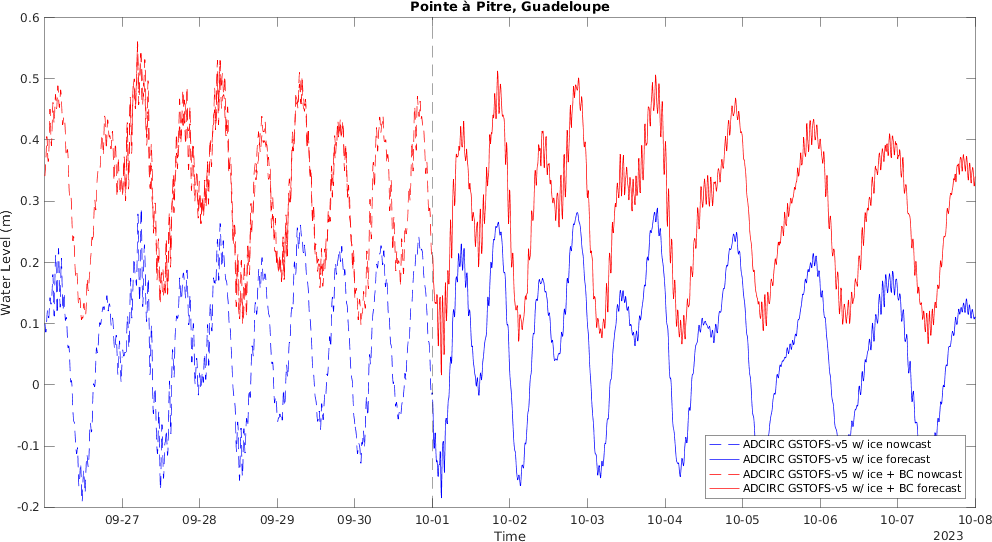 Pointe à Pitre, Guadeloupe
0.6
0.5
0.4
0.3
0.2
0.1
0
-0.1
-0.2
Water Level (m)
ADCIRC GSTOFS-v5 w/ ice nowcast
ADCIRC GSTOFS-v5 w/ ice forecast
ADCIRC GSTOFS-v5 w/ ice + BC nowcast
ADCIRC GSTOFS-v5 w/ ice + BC forecast
09-27 09-28 09-29 09-30 10-01 10-02 10-03 10-04 10-05 10-06 10-07 10-08
Time
2023